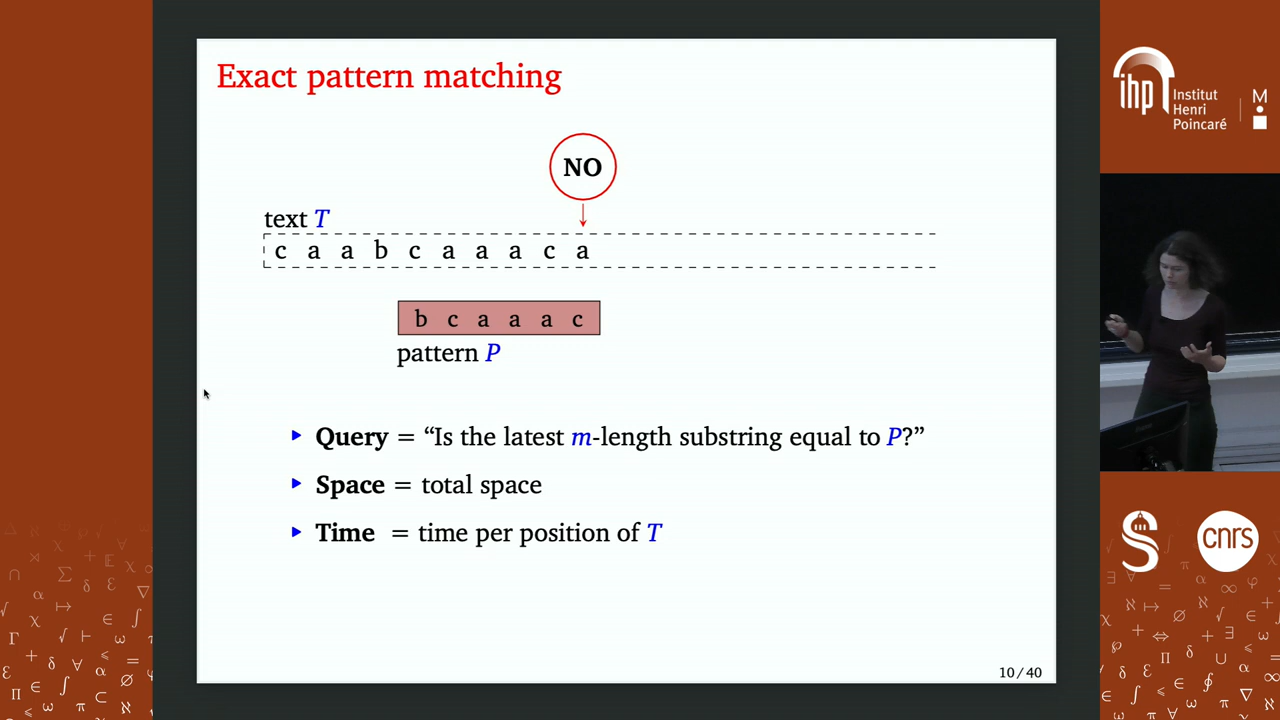 Exact pattern matching
NO
text T
c a a b c a a a c a
b c a a a c
pattern P
Query = “Is the latest m-length substring equal to P?”
Space = total space
Time = time per position of T
10/40
ihp
Institut
Henri
Poincaré
M
S
cnrs